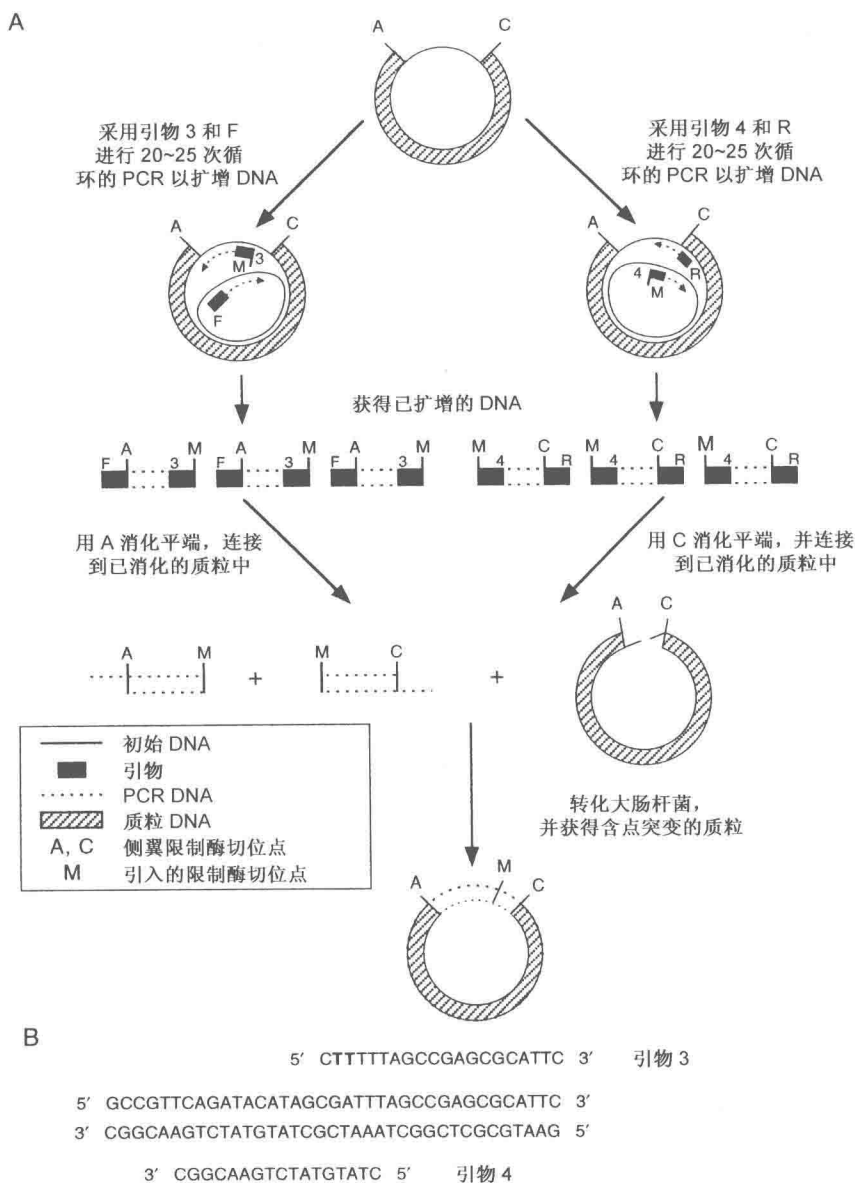 A
A
C
采用引物 3 和 F
进行 20~25 次循
环的 PCR 以扩增 DNA
采用引物 4 和 R
进行 20~25 次循
环的 PCR 以扩增 DNA
A
C
M
3
F
A
C
4
M
R
获得已扩增的 DNA
F A 3 M F A 3 M F A 3 M
M 4 C R M 4 C R M 4 C R
用 A 消化平端，连接
到已消化的质粒中
用 C 消化平端，并连接
到已消化的质粒中
A M + M C +
A C
初始 DNA
引物
PCR DNA
质粒 DNA
A, C 侧翼限制酶切位点
M 引入的限制酶切位点
转化大肠杆菌，
并获得含点突变的质粒
A M C
B
5′ CTTTTTAGCCGAGCGCATTC 3′ 引物 3
5′ GCCGTTCAGATACATAGCGATTTAGCCGAGCGCATTC 3′
3′ CGGCAAGTCTATGTATCGCTAAATCGGCTCGCGTAAG 5′
3′ CGGCAAGTCTATGTATC 5′ 引物 4